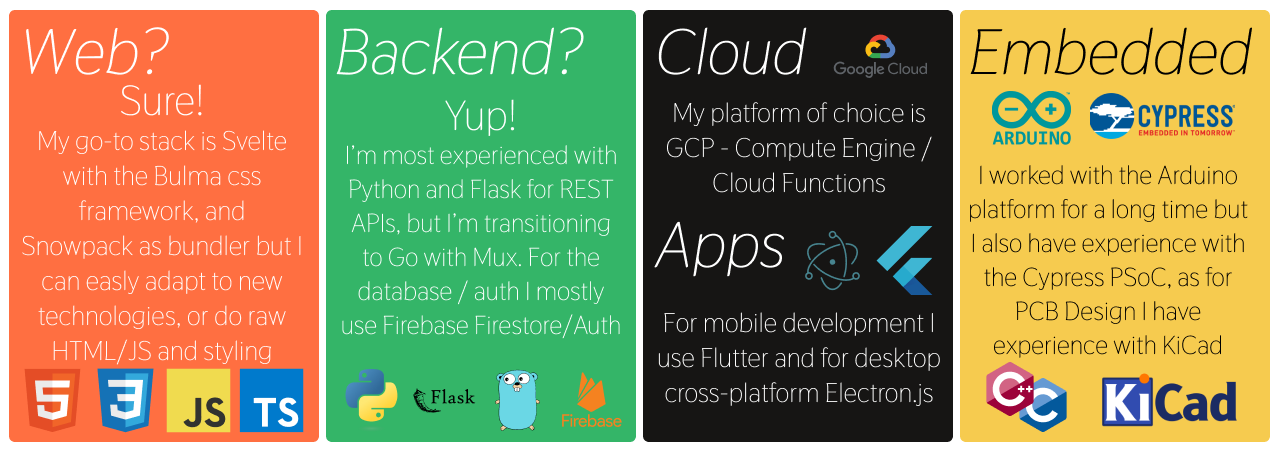 Web?
Sure!
My go-to stack is Svelte
with the Bulma css
framework, and
Snowpack as bundler but I
can easily adapt to new
technologies, or do raw
HTML/JS and styling
5
3
JS
TS
Backend?
Yup!
I’m most experienced with
Python and Flask for REST
APIs, but I’m transitioning
to Go with Mux. For the
database / auth I mostly
use Firebase Firestore/Auth
Flask
Firebase
Cloud
Google Cloud
My platform of choice is
GCP - Compute Engine /
Cloud Functions
Apps
For mobile development I
use Flutter and for desktop
cross-platform Electron.js
Embedded
ARDUINO
CYPRESS
EMBEDDED IN TOMORROW™
I worked with the Arduino
platform for a long time but
I also have experience with
the Cypress PSoC, as for
PCB Design I have
experience with KiCad
C++
C
KiCad